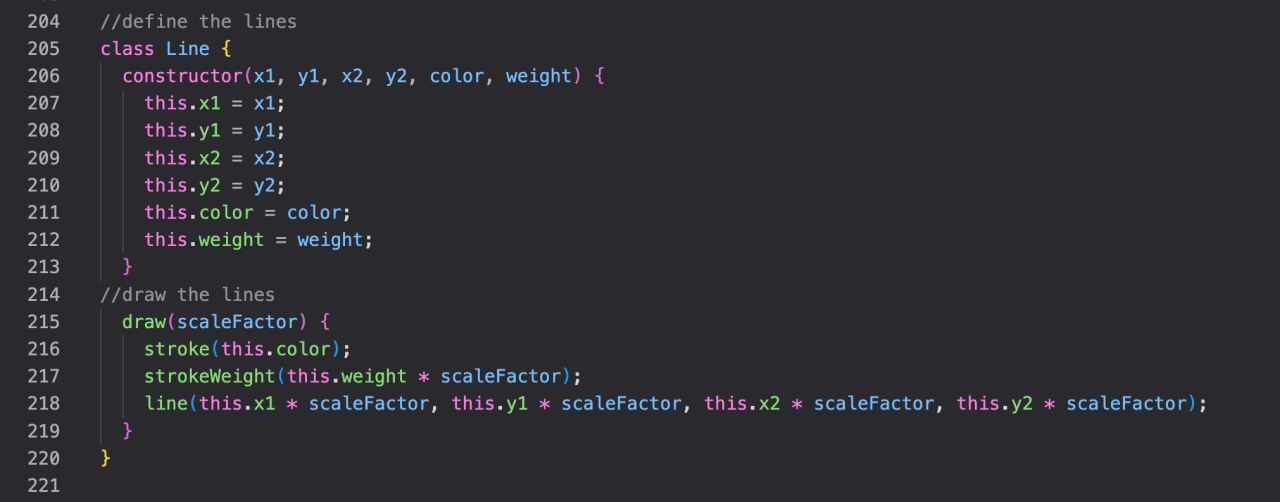 204 //define the lines
205 class Line {
206 constructor(x1, y1, x2, y2, color, weight) {
207 this.x1 = x1;
208 this.y1 = y1;
209 this.x2 = x2;
210 this.y2 = y2;
211 this.color = color;
212 this.weight = weight;
213 }
214 //draw the lines
215 draw(scaleFactor) {
216 stroke(this.color);
217 strokeWeight(this.weight * scaleFactor);
218 line(this.x1 * scaleFactor, this.y1 * scaleFactor, this.x2 * scaleFactor, this.y2 * scaleFactor);
219 }
220 }
221